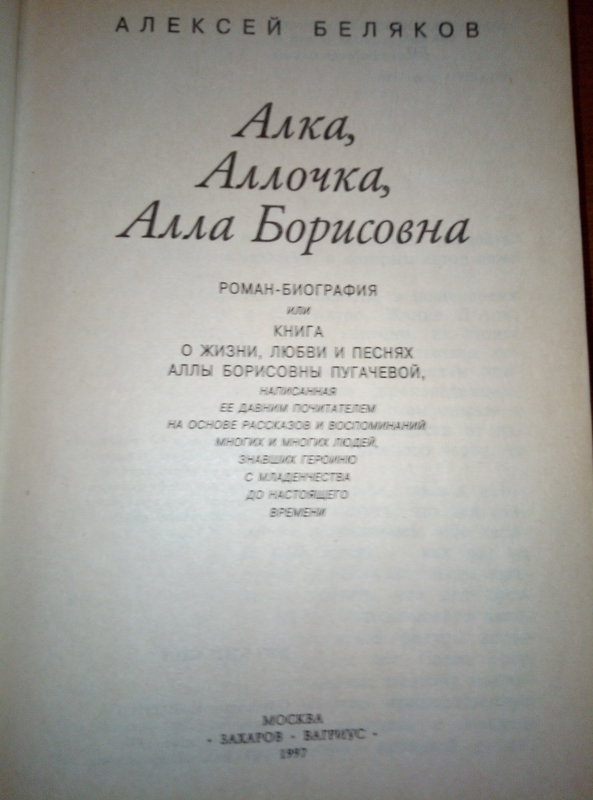 АЛЕКСЕЙ БЕЛЯКОВ
Алка,
Аллочка,
Алла Борисовна
РОМАН-БИОГРАФИЯ
ИЛИ
КНИГА
О ЖИЗНИ, ЛЮБВИ И ПЕСНЯХ
АЛЛЫ БОРИСОВНЫ ПУГАЧЕВОЙ,
НАПИСАННАЯ
ЕЕ ДАВНИМ ПОЧИТАТЕЛЕМ
НА ОСНОВЕ РАССКАЗОВ И ВОСПОМИНАНИЙ
МНОГИХ И МНОГИХ ЛЮДЕЙ,
ЗНАВШИХ ГЕРОИНЮ
С МЛАДЕНЧЕСТВА
ДО НАСТОЯЩЕГО
ВРЕМЕНИ
МОСКВА
- ЗАХАРОВ - ВАГРИУС -
1997